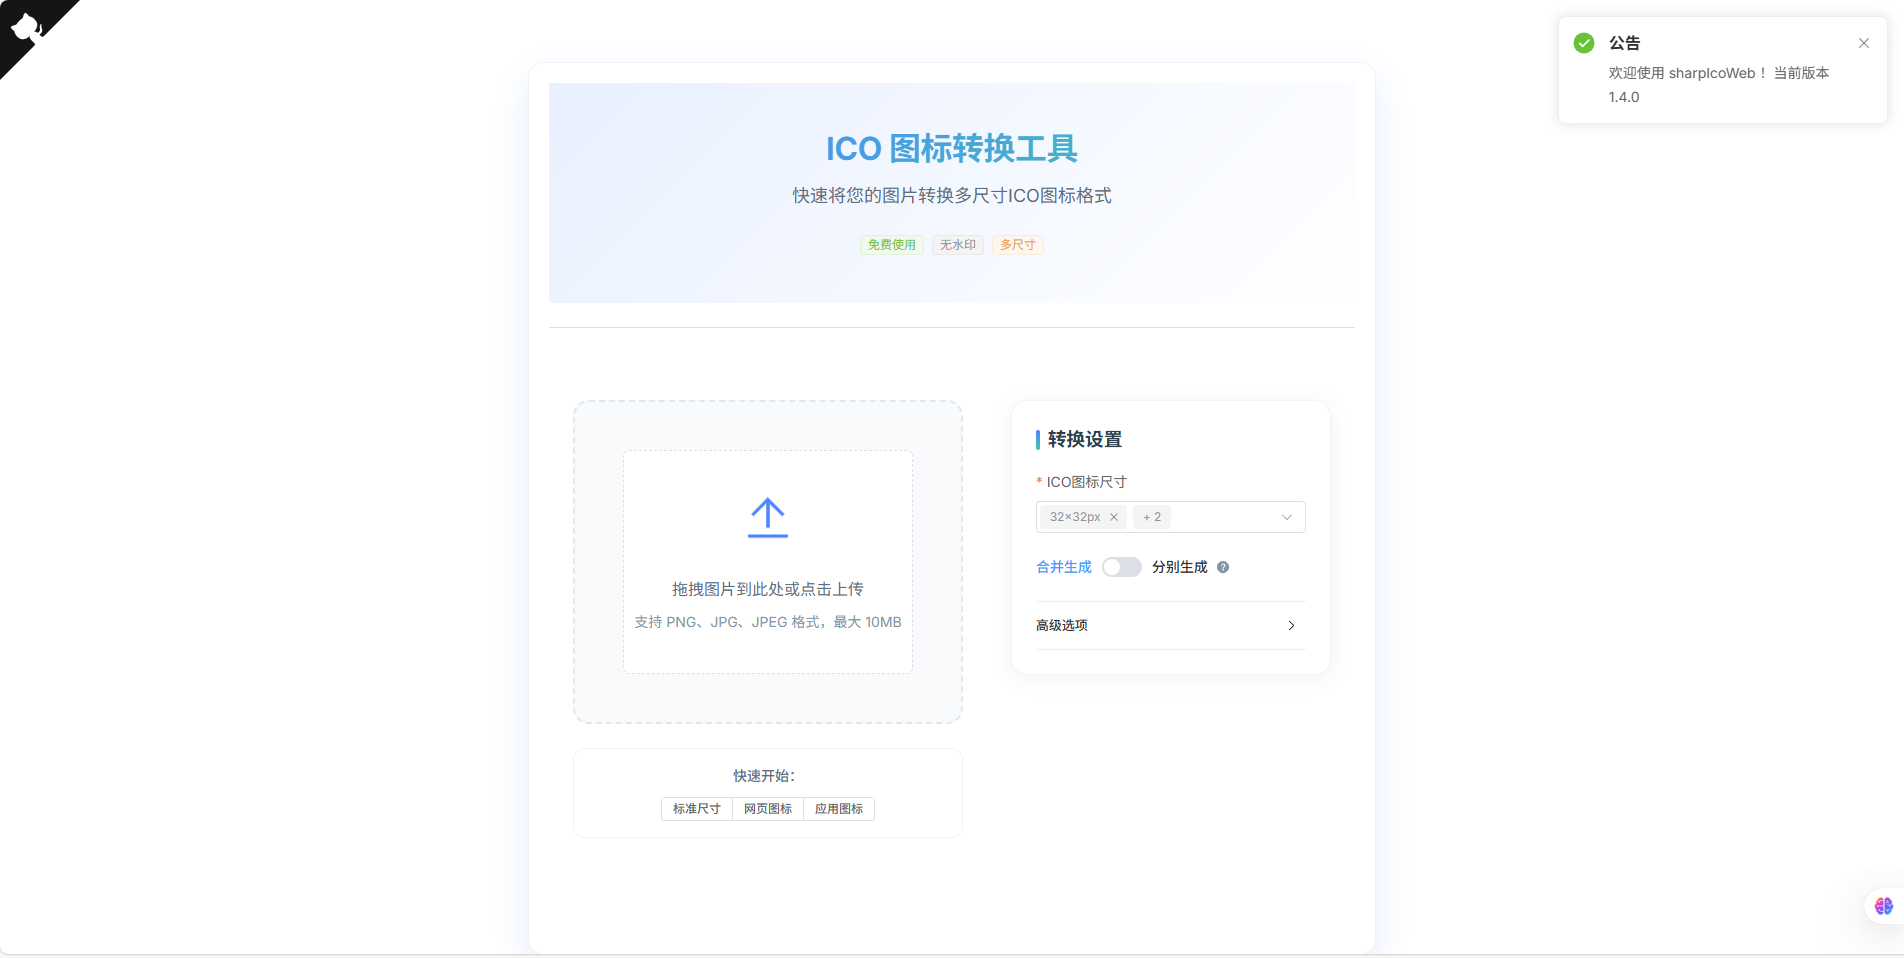 公告
欢迎使用 sharpIcoWeb！当前版本
1.4.0
ICO 图标转换工具
快速将您的图片转换多尺寸ICO图标格式
免费使用 无水印 多尺寸
拖拽图片到此处或点击上传
支持 PNG、JPG、JPEG 格式，最大 10MB
快速开始：
标准尺寸 网页图标 应用图标
转换设置
* ICO图标尺寸
32×32px + 2
合并生成 分别生成
高级选项